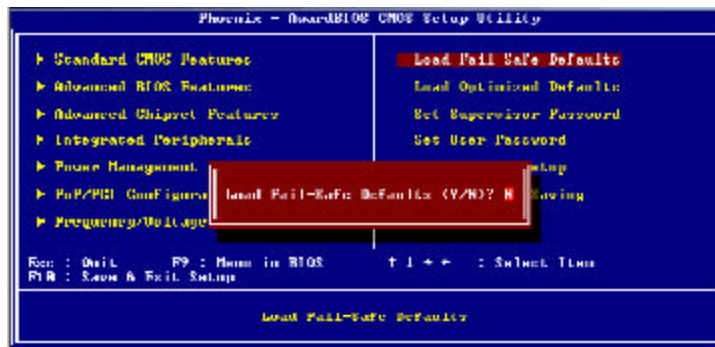 Phoenix - AwardBIOS CMOS Setup Utility
► Standard CMOS Features
► Advanced BIOS Features
► Advanced Chipset Features
► Integrated Peripherals
► Power Management
► PnP/PCI Configura
► Frequency/Voltage
Load Fail Safe Defaults
Load Optimized Defaults
Set Supervisor Password
Set User Password
etup
Saving
Load Fail-Safe Defaults (Y/N)? N
Esc : Quit F9 : Menu in BIOS ↑ ↓ → ← : Select Item
F10 : Save & Exit Setup
Load Fail-Safe Defaults